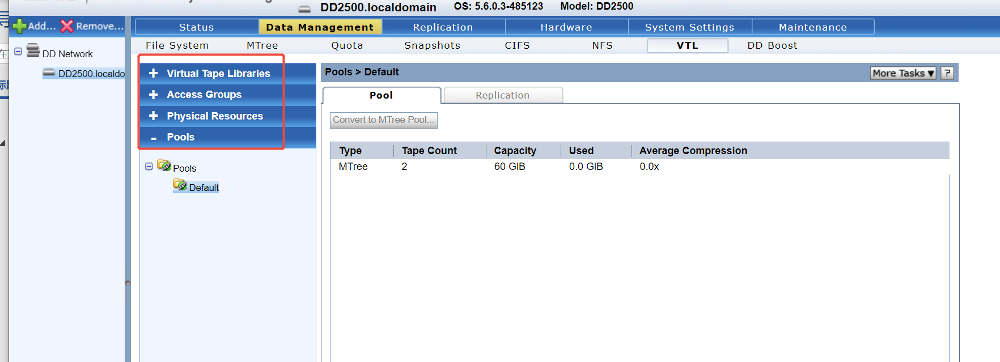 DD2500.localdomain OS: 5.6.0.3-485123 Model: DD2500
Add... Remove...
Status Data Management Replication Hardware System Settings Maintenance
File System MTree Quota Snapshots CIFS NFS VTL DD Boost
DD Network
DD2500.localdo
+ Virtual Tape Libraries
+ Access Groups
+ Physical Resources
- Pools
Pools
Default
Pools > Default More Tasks ▼ ?
Pool Replication
Convert to MTree Pool...
Type Tape Count Capacity Used Average Compression
MTree 2 60 GiB 0.0 GiB 0.0x